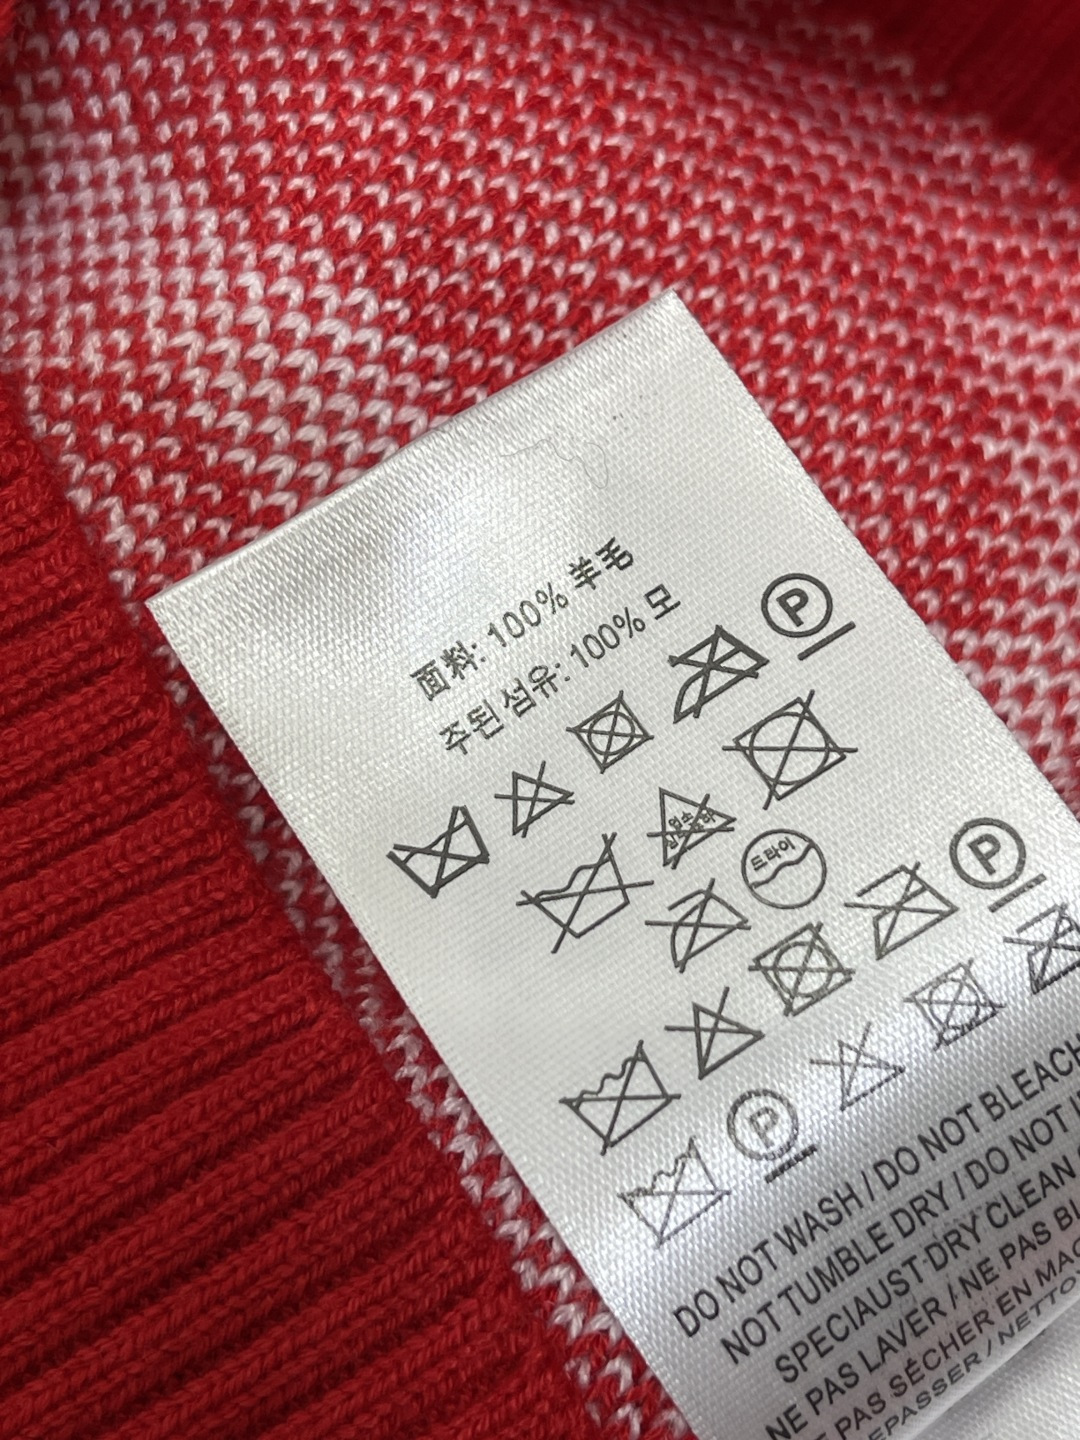 面料: 100% 羊毛
주된 섬유: 100% 모
P
드라이
P
P
DO NOT WASH / DO NOT BLEACH
NOT TUMBLE DRY / DO NOT
SPECIAUST DRY CLEAN
NE PAS LAVER / NE PAS
PAS SÉCHER EN
/